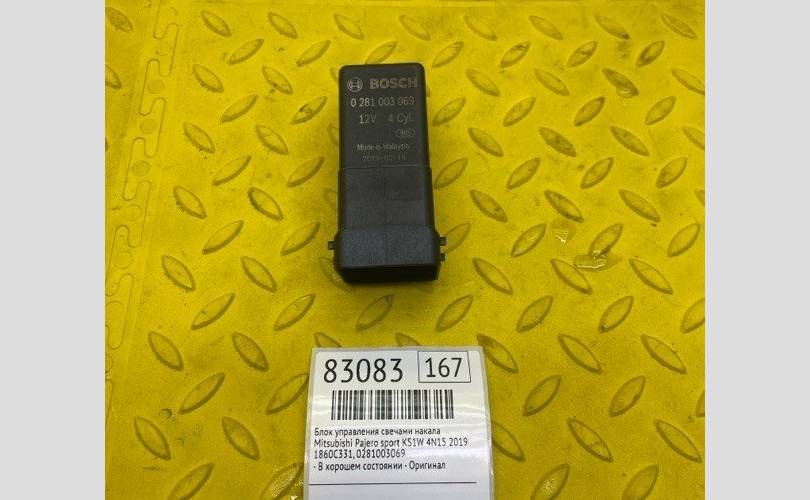 BOSCH
0 281 003 069
12V 4 Cyl.
Made in Malaysia
2019-02-16
83083 167
Блок управления свечами накала
Mitsubishi Pajero sport KS1W 4N15 2019
1860C331, 0281003069
- В хорошем состоянии - Оригинал